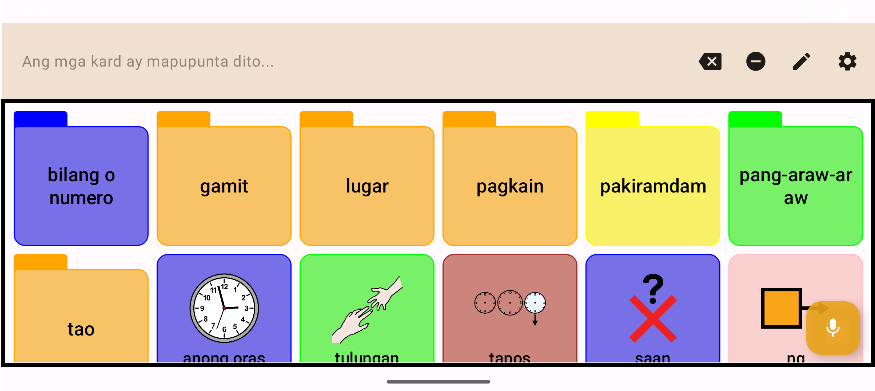 Ang mga kard ay mapupunta dito...
bilang o
numero
gamit
lugar
pagkain
pakiramdam
pang-araw-ar
aw
tao
anong oras
tulungan
tapos
saan
ng